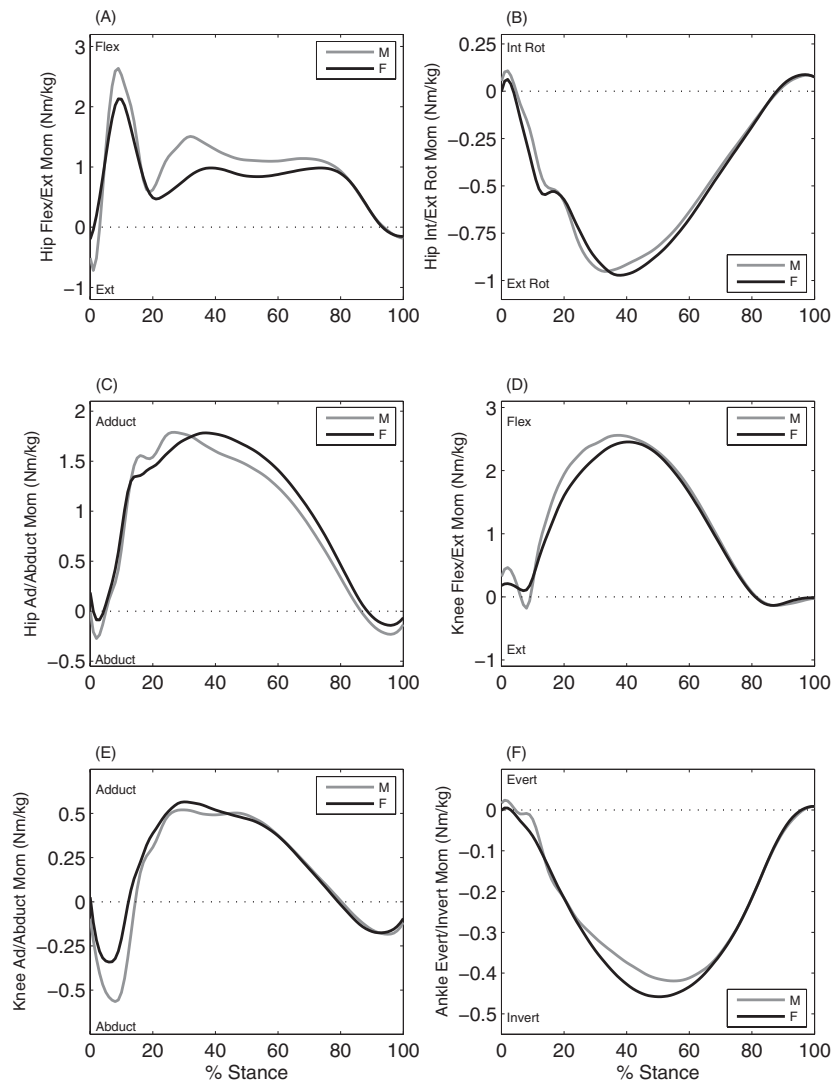 (A)
Hip Flex/Ext Mom (Nm/kg)
Flex
Ext
M
F
3
2
1
0
−1
0 20 40 60 80 100
(B)
Hip Int/Ext Rot Mom (Nm/kg)
Int Rot
Ext Rot
M
F
0.25
0
−0.25
−0.5
−0.75
−1
0 20 40 60 80 100
(C)
Hip Ad/Abduct Mom (Nm/kg)
Adduct
Abduct
M
F
2
1.5
1
0.5
0
−0.5
0 20 40 60 80 100
(D)
Knee Flex/Ext Mom (Nm/kg)
Flex
Ext
M
F
3
2
1
0
−1
0 20 40 60 80 100
(E)
Knee Ad/Abduct Mom (Nm/kg)
Adduct
Abduct
M
F
0.5
0.25
0
−0.25
−0.5
0 20 40 60 80 100
% Stance
(F)
Ankle Evert/Invert Mom (Nm/kg)
Evert
Invert
M
F
0
−0.1
−0.2
−0.3
−0.4
−0.5
0 20 40 60 80 100
% Stance